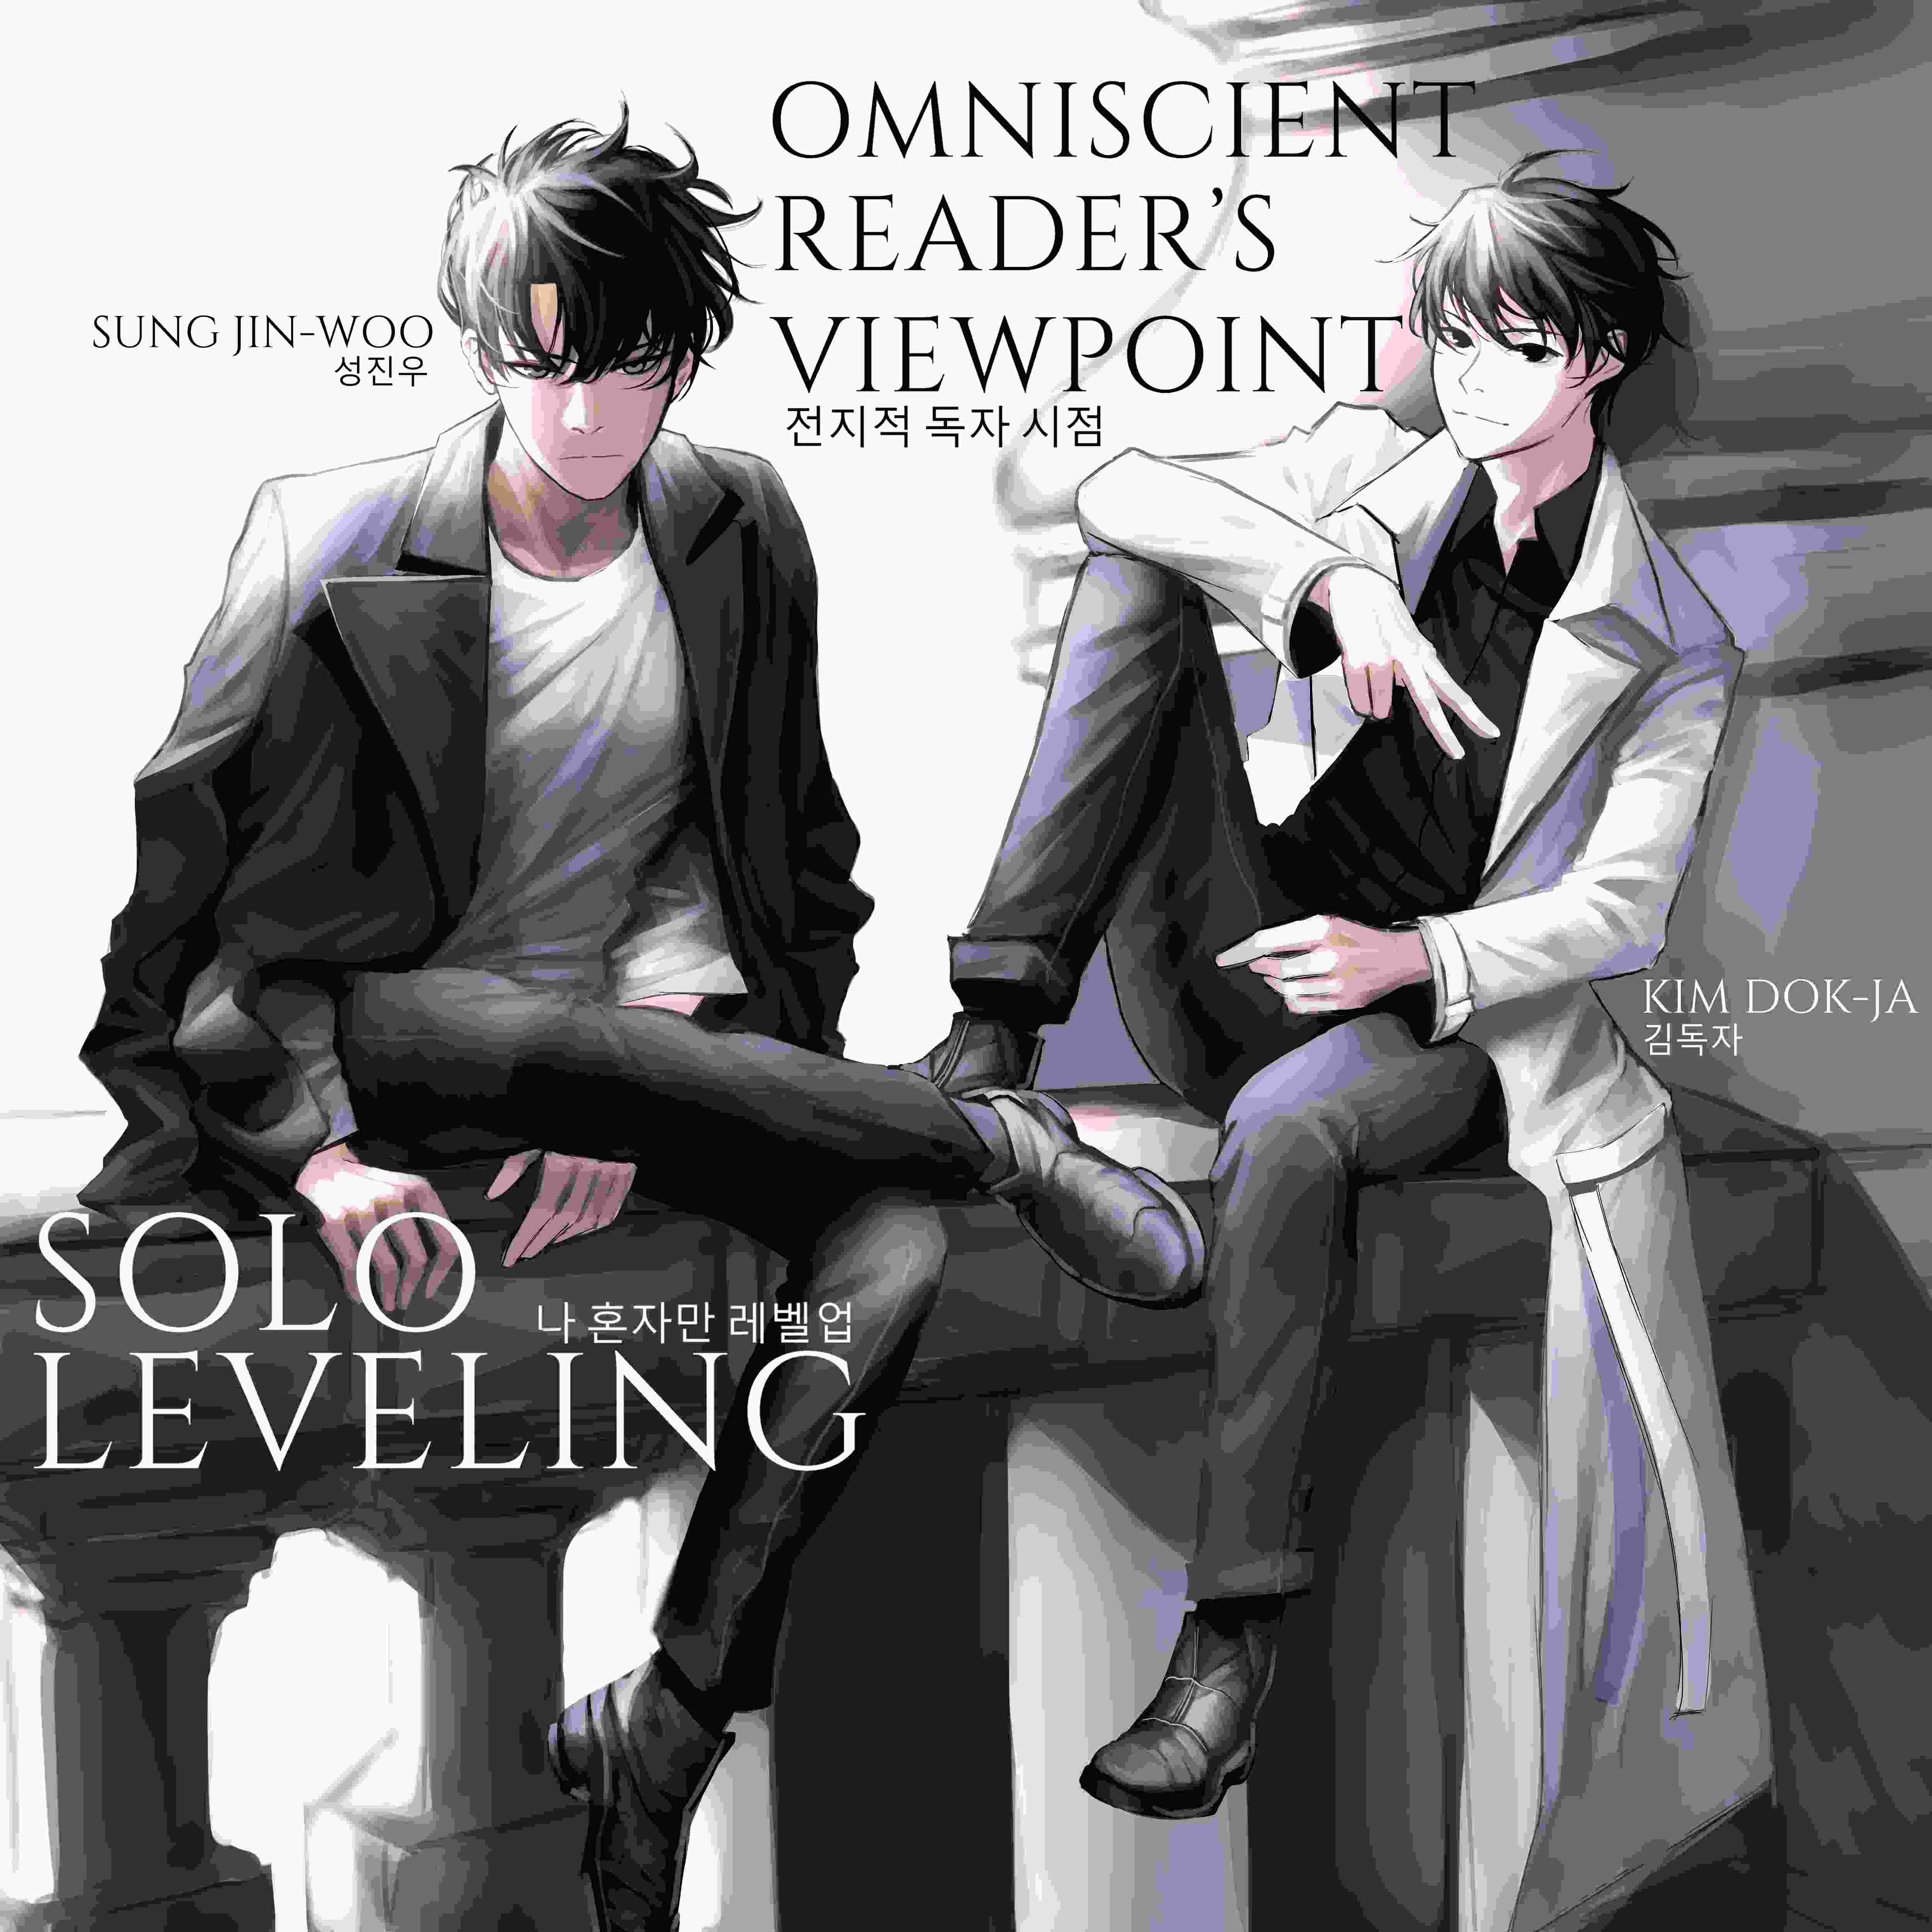 OMNISCIENT
READER'S
VIEWPOINT
전지적 독자 시점
SUNG JIN-WOO
성진우
KIM DOK-JA
김독자
SOLO
나 혼자만 레벨업
LEVELING